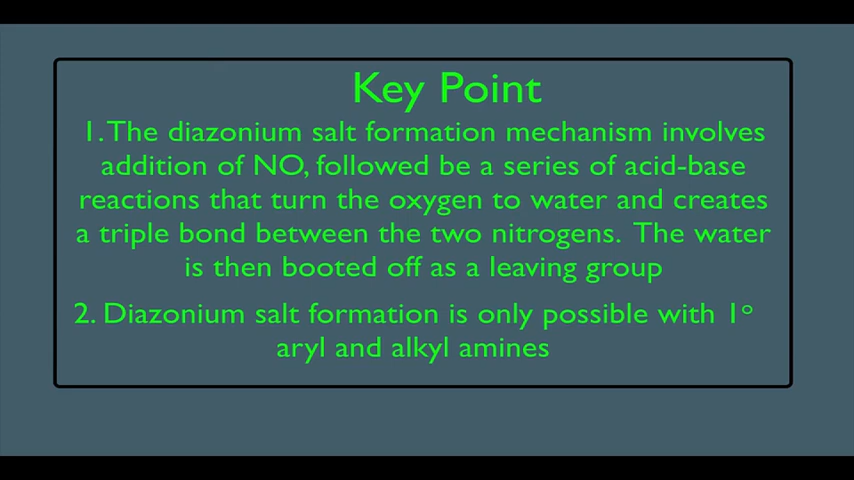 Key Point
1. The diazonium salt formation mechanism involves
addition of NO, followed be a series of acid-base
reactions that turn the oxygen to water and creates
a triple bond between the two nitrogens. The water
is then booted off as a leaving group
2. Diazonium salt formation is only possible with 1º
aryl and alkyl amines